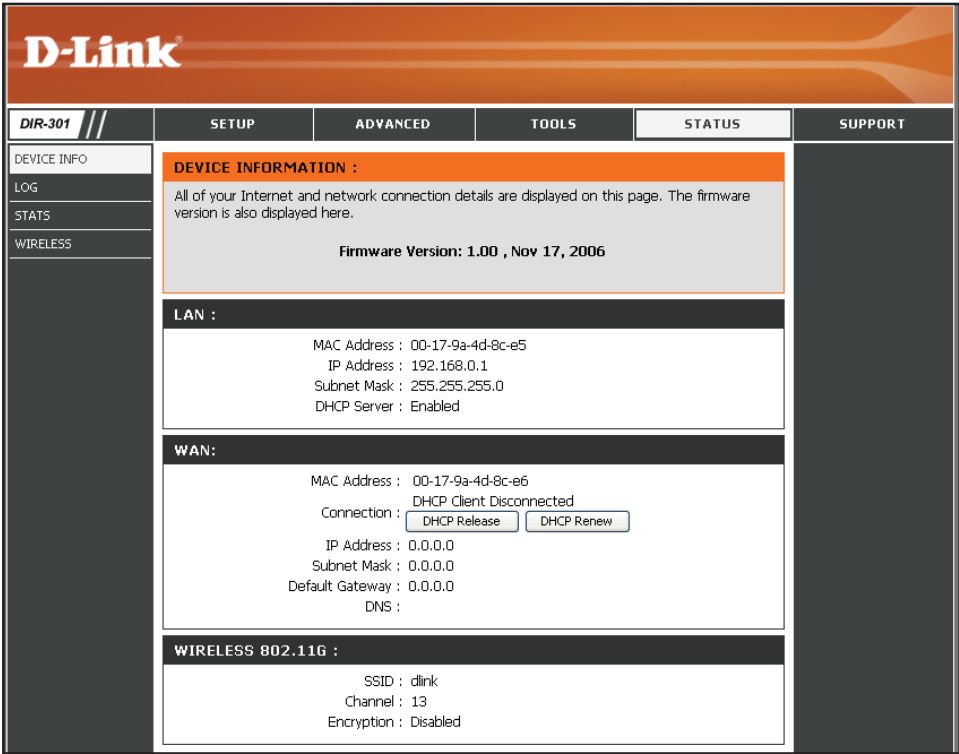 D-Link®
DIR-301 SETUP ADVANCED TOOLS STATUS SUPPORT
DEVICE INFO
LOG
STATS
WIRELESS
DEVICE INFORMATION :
All of your Internet and network connection details are displayed on this page. The firmware
version is also displayed here.
Firmware Version: 1.00 , Nov 17, 2006
LAN :
MAC Address : 00-17-9a-4d-8c-e5
IP Address : 192.168.0.1
Subnet Mask : 255.255.255.0
DHCP Server : Enabled
WAN:
MAC Address : 00-17-9a-4d-8c-e6
DHCP Client Disconnected
Connection : DHCP Release DHCP Renew
IP Address : 0.0.0.0
Subnet Mask : 0.0.0.0
Default Gateway : 0.0.0.0
DNS :
WIRELESS 802.11G :
SSID : dlink
Channel : 13
Encryption : Disabled